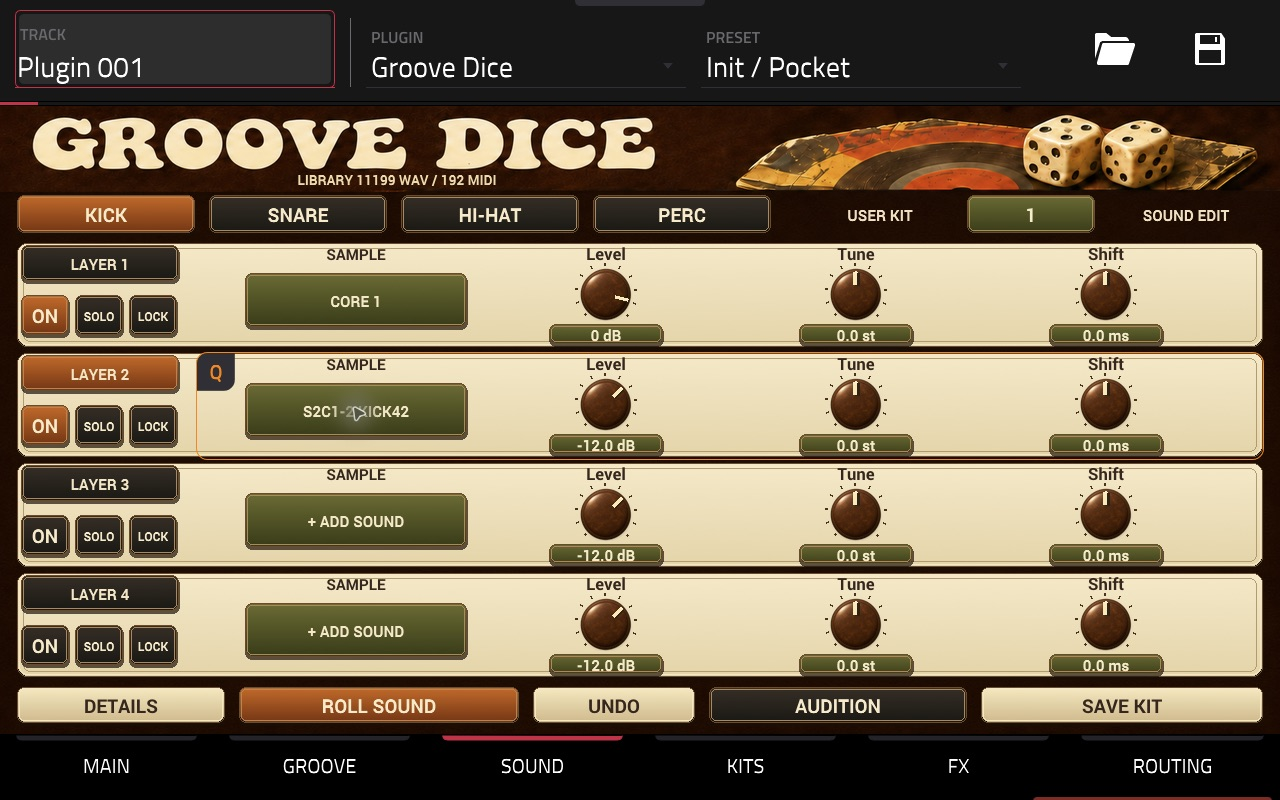 TRACK
Plugin 001
PLUGIN
Groove Dice
PRESET
Init / Pocket
GROOVE DICE
LIBRARY 11199 WAV / 192 MIDI
KICK
SNARE
HI-HAT
PERC
USER KIT
1
SOUND EDIT
LAYER 1
SAMPLE
Level
Tune
Shift
ON
SOLO
LOCK
CORE 1
0 dB
0.0 st
0.0 ms
LAYER 2
Q
SAMPLE
Level
Tune
Shift
ON
SOLO
LOCK
S2C1-2KICK42
-12.0 dB
0.0 st
0.0 ms
LAYER 3
SAMPLE
Level
Tune
Shift
ON
SOLO
LOCK
+ ADD SOUND
-12.0 dB
0.0 st
0.0 ms
LAYER 4
SAMPLE
Level
Tune
Shift
ON
SOLO
LOCK
+ ADD SOUND
-12.0 dB
0.0 st
0.0 ms
DETAILS
ROLL SOUND
UNDO
AUDITION
SAVE KIT
MAIN
GROOVE
SOUND
KITS
FX
ROUTING